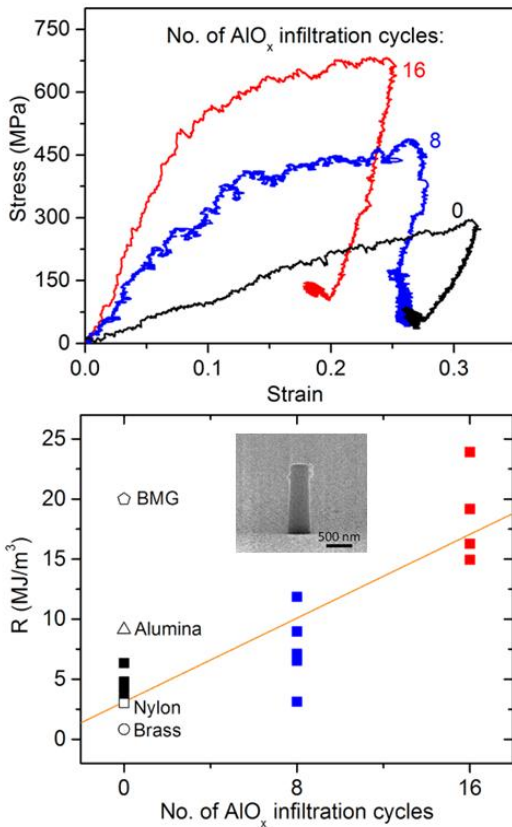 No. of AlOₓ infiltration cycles:
750
600
450
300
150
0
Stress (MPa)
16
8
0
0.0 0.1 0.2 0.3
Strain
25
20
15
10
5
0
R (MJ/m³)
BMG
Alumina
Nylon
Brass
500 nm
0 8 16
No. of AlOₓ infiltration cycles